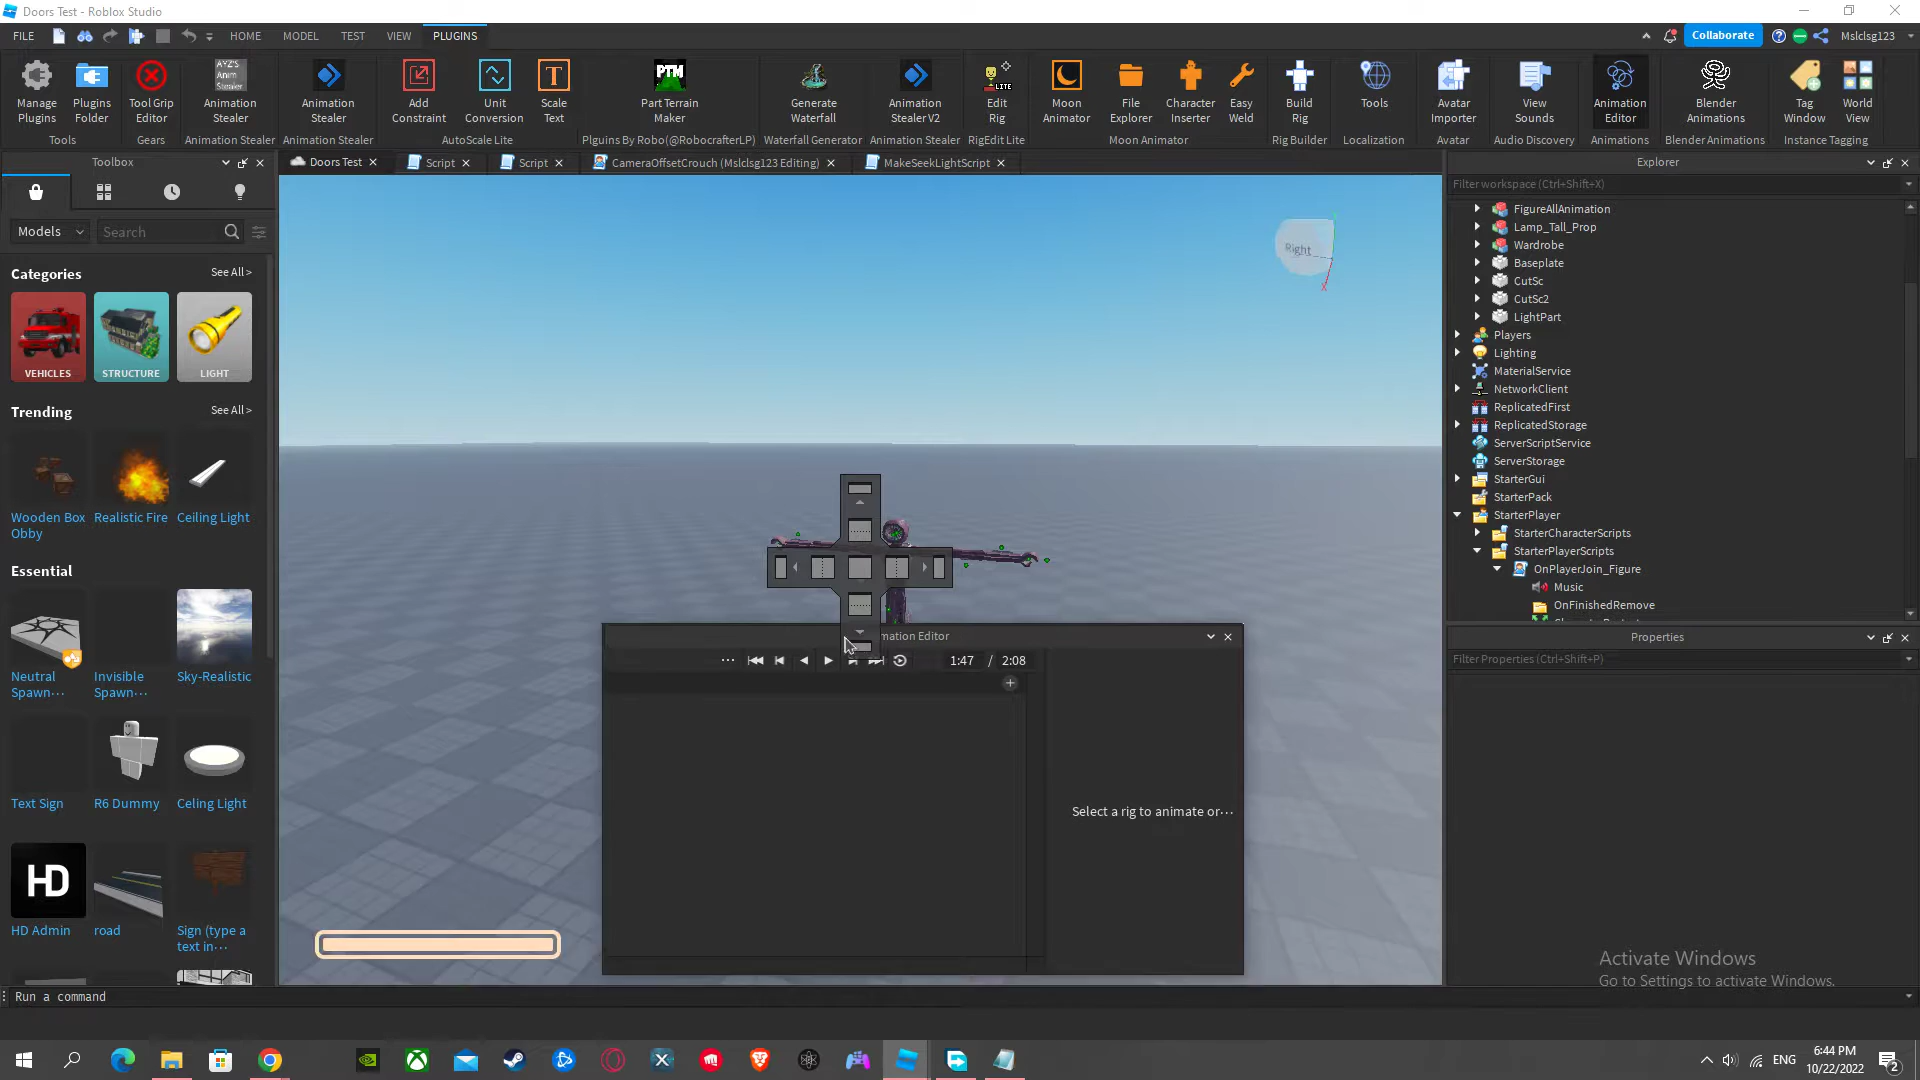 Doors Test - Roblox Studio
FILE
HOME
MODEL
TEST
VIEW
PLUGINS
Collaborate
Mslclsg123
Manage Plugins
Plugins Folder
Tools
Tool Grip Editor
Gears
AYZ'S Anim Stealer
Animation Stealer
Animation Stealer
Animation Stealer
Animation Stealer
Add Constraint
Unit Conversion
Scale Text
AutoScale Lite
PTM
Part Terrain Maker
Plguins By Robo(@RobocrafterLP)
Generate Waterfall
Waterfall Generator
Animation Stealer V2
Animation Stealer
LITE
Edit Rig
RigEdit Lite
Moon Animator
File Explorer
Character Inserter
Easy Weld
Moon Animator
Build Rig
Rig Builder
Tools
Localization
Avatar Importer
Avatar
View Sounds
Audio Discovery
Animation Editor
Animations
Blender Animations
Blender Animations
Tag Window
World View
Instance Tagging
Toolbox
Doors Test
Script
Script
CameraOffsetCrouch (Mslclsg123 Editing)
MakeSeekLightScript
Models
Search
Categories
See All >
VEHICLES
STRUCTURE
LIGHT
Trending
See All >
Wooden Box Obby
Realistic Fire
Ceiling Light
Essential
Neutral Spawn···
Invisible Spawn···
Sky-Realistic
Text Sign
R6 Dummy
Celing Light
HD
HD Admin
road
Sign (type a text in···
Right
X
mation Editor
1:47 / 2:08
Select a rig to animate or···
Explorer
Filter workspace (Ctrl+Shift+X)
FigureAllAnimation
Lamp_Tall_Prop
Wardrobe
Baseplate
CutSc
CutSc2
LightPart
Players
Lighting
MaterialService
NetworkClient
ReplicatedFirst
ReplicatedStorage
ServerScriptService
ServerStorage
StarterGui
StarterPack
StarterPlayer
StarterCharacterScripts
StarterPlayerScripts
OnPlayerJoin_Figure
Music
OnFinishedRemove
Properties
Filter Properties (Ctrl+Shift+P)
Activate Windows
Go to Settings to activate Windows.
Run a command
ENG
6:44 PM
10/22/2022
2